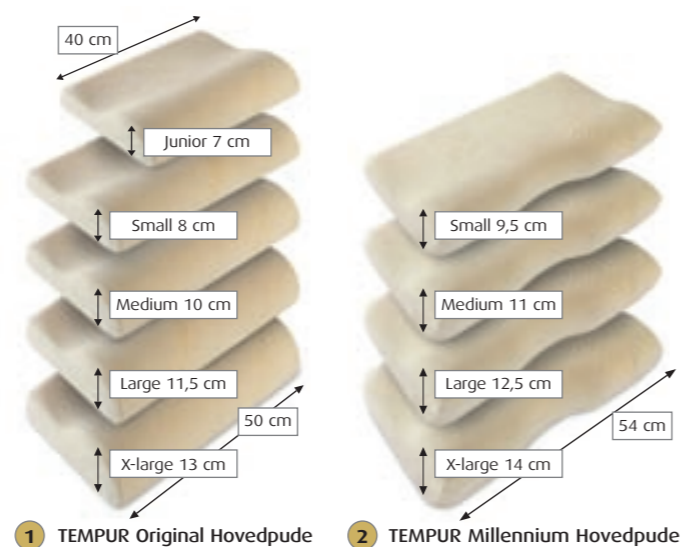 40 cm
Junior 7 cm
Small 8 cm
Medium 10 cm
Large 11,5 cm
X-large 13 cm
50 cm
1 TEMPUR Original Hovedpude
Small 9,5 cm
Medium 11 cm
Large 12,5 cm
X-large 14 cm
54 cm
2 TEMPUR Millennium Hovedpude